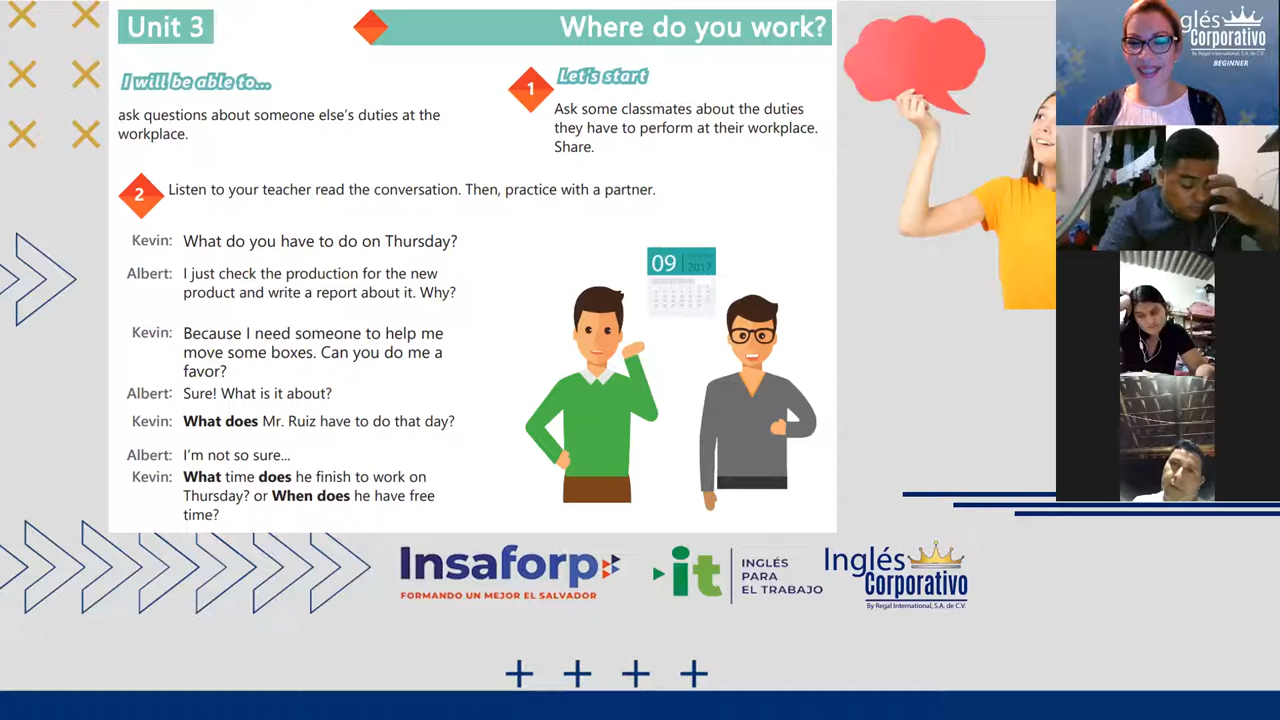 Unit 3
Where do you work?
I will be able to...
ask questions about someone else's duties at the
workplace.
1
Let's start
Ask some classmates about the duties
they have to perform at their workplace.
Share.
2
Listen to your teacher read the conversation. Then, practice with a partner.
Kevin: What do you have to do on Thursday?
Albert: I just check the production for the new
product and write a report about it. Why?
Kevin: Because I need someone to help me
move some boxes. Can you do me a
favor?
Albert: Sure! What is it about?
Kevin: What does Mr. Ruiz have to do that day?
Albert: I'm not so sure...
Kevin: What time does he finish to work on
Thursday? or When does he have free
time?
09
2017
glés
Corporativo
By Regal International, S.A. de C.V.
BEGINNER
Insaforp
FORMANDO UN MEJOR EL SALVADOR
it
INGLÉS
PARA
EL TRABAJO
Inglés
Corporativo
By Regal International, S.A. de C.V.